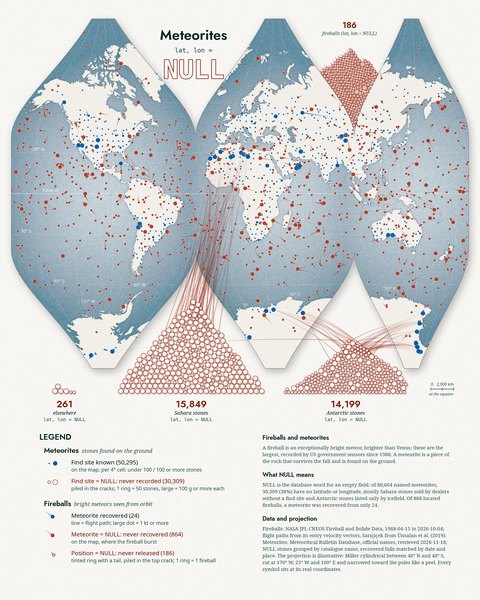 Meteorites
lat, lon =
NULL
186
fireballs (lat, lon = NULL)
30° S
60° S
120° W
60° W
0°
120° E
261
elsewhere
lat, lon = NULL
15,849
Sahara stones
lat, lon = NULL
14,199
Antarctic stones
lat, lon = NULL
0 2,000 km
at the equator
LEGEND
Meteorites stones found on the ground
Find site known (50,295)
on the map; per 4° cell: under 100 / 100 or more stones
Find site = NULL: never recorded (30,309)
piled in the cracks; 1 ring = 50 stones, large = 100 g or more each
Fireballs bright meteors seen from orbit
Meteorite recovered (24)
line = flight path; large dot = 1 kt or more
Meteorite = NULL: never recovered (864)
on the map, where the fireball burst
Position = NULL: never released (186)
tinted ring with a tail, piled in the top crack; 1 ring = 1 fireball
Fireballs and meteorites
A fireball is an exceptionally bright meteor, brighter than Venus; these are the
largest, recorded by US government sensors since 1988. A meteorite is a piece of
the rock that survives the fall and is found on the ground.
What NULL means
NULL is the database word for an empty field: of 80,604 named meteorites,
30,309 (38%) have no latitude or longitude, mostly Sahara stones sold by dealers
without a find site and Antarctic stones listed only by icefield. Of 888 located
fireballs, a meteorite was recovered from only 24.
Data and projection
Fireballs: NASA JPL CNEOS Fireball and Bolide Data, 1988-04-15 to 2026-10-04;
flight paths from its entry velocity vectors,
Meteorites: Meteoritical Bulletin Database, official names, retrieved 2026-11-18;
NULL stones grouped by catalogue name, recovered falls matched by date and
place. The projection is illustrative: Miller cylindrical between 40° N and 40° S,
cut at 170° W, 25° W and 100° E and narrowed toward the poles like a peel. Every
symbol sits at its real coordinates.